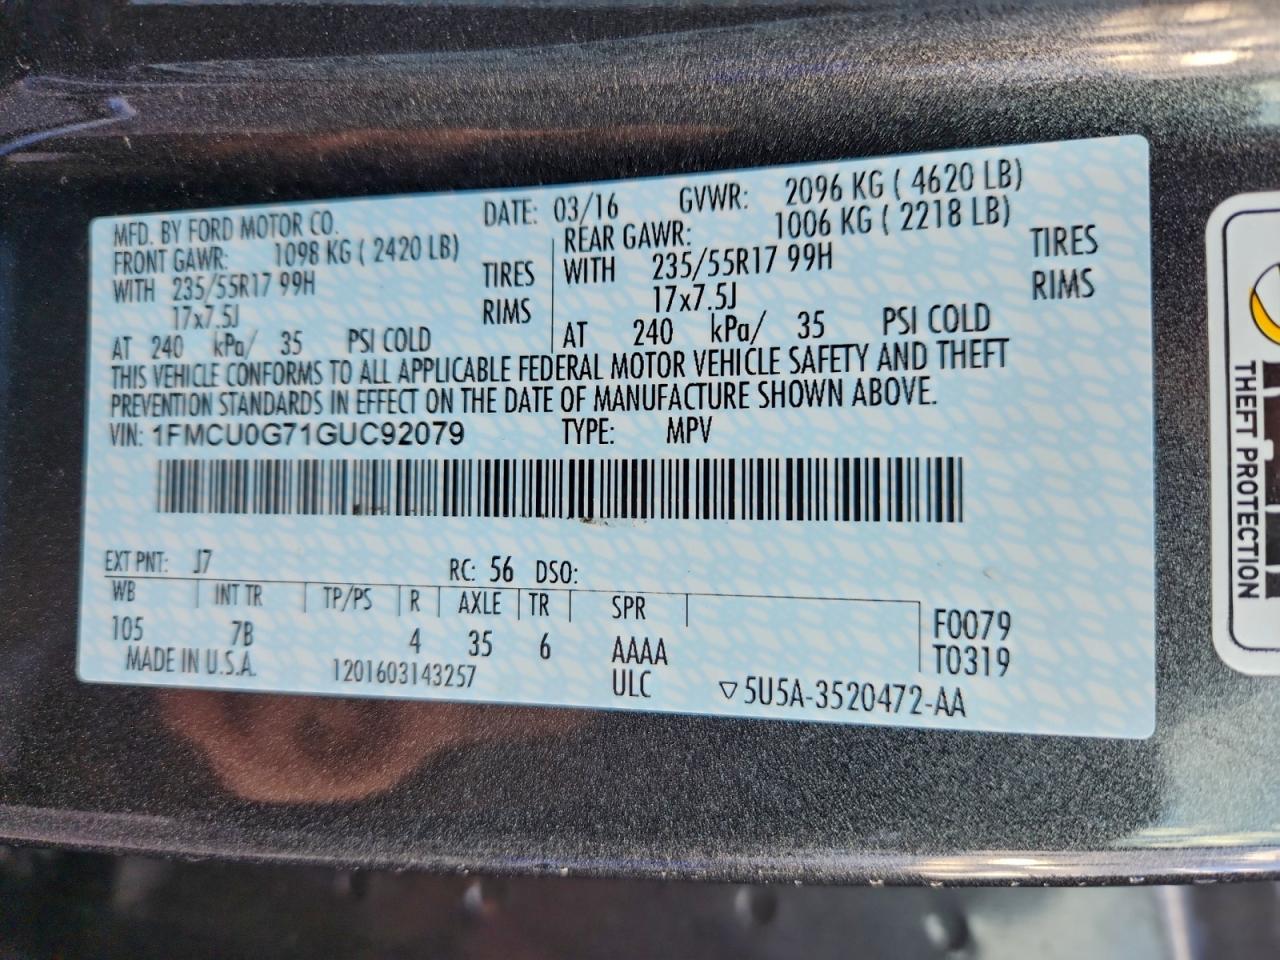 MFD. BY FORD MOTOR CO. DATE: 03/16 GVWR: 2096 KG ( 4620 LB)
FRONT GAWR: 1098 KG ( 2420 LB) REAR GAWR: 1006 KG ( 2218 LB)
WITH 235/55R17 99H TIRES WITH 235/55R17 99H TIRES
17x7.5J RIMS 17x7.5J RIMS
AT 240 kPa/ 35 PSI COLD AT 240 kPa/ 35 PSI COLD
THIS VEHICLE CONFORMS TO ALL APPLICABLE FEDERAL MOTOR VEHICLE SAFETY AND THEFT
PREVENTION STANDARDS IN EFFECT ON THE DATE OF MANUFACTURE SHOWN ABOVE.
VIN: 1FMCU0G71GUC92079 TYPE: MPV
EXT PNT: J7 RC: 56 DSO:
WB INT TR TP/PS R AXLE TR SPR F0079
105 7B 4 35 6 AAAA T0319
MADE IN U.S.A. 1201603143257 ULC ▽5U5A-3520472-AA
THEFT PROTECTION